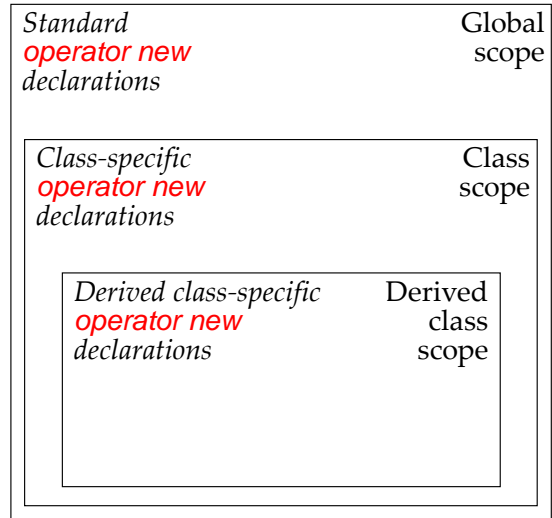 Standard Global
operator new scope
declarations
Class-specific Class
operator new scope
declarations
Derived class-specific Derived
operator new class
declarations scope